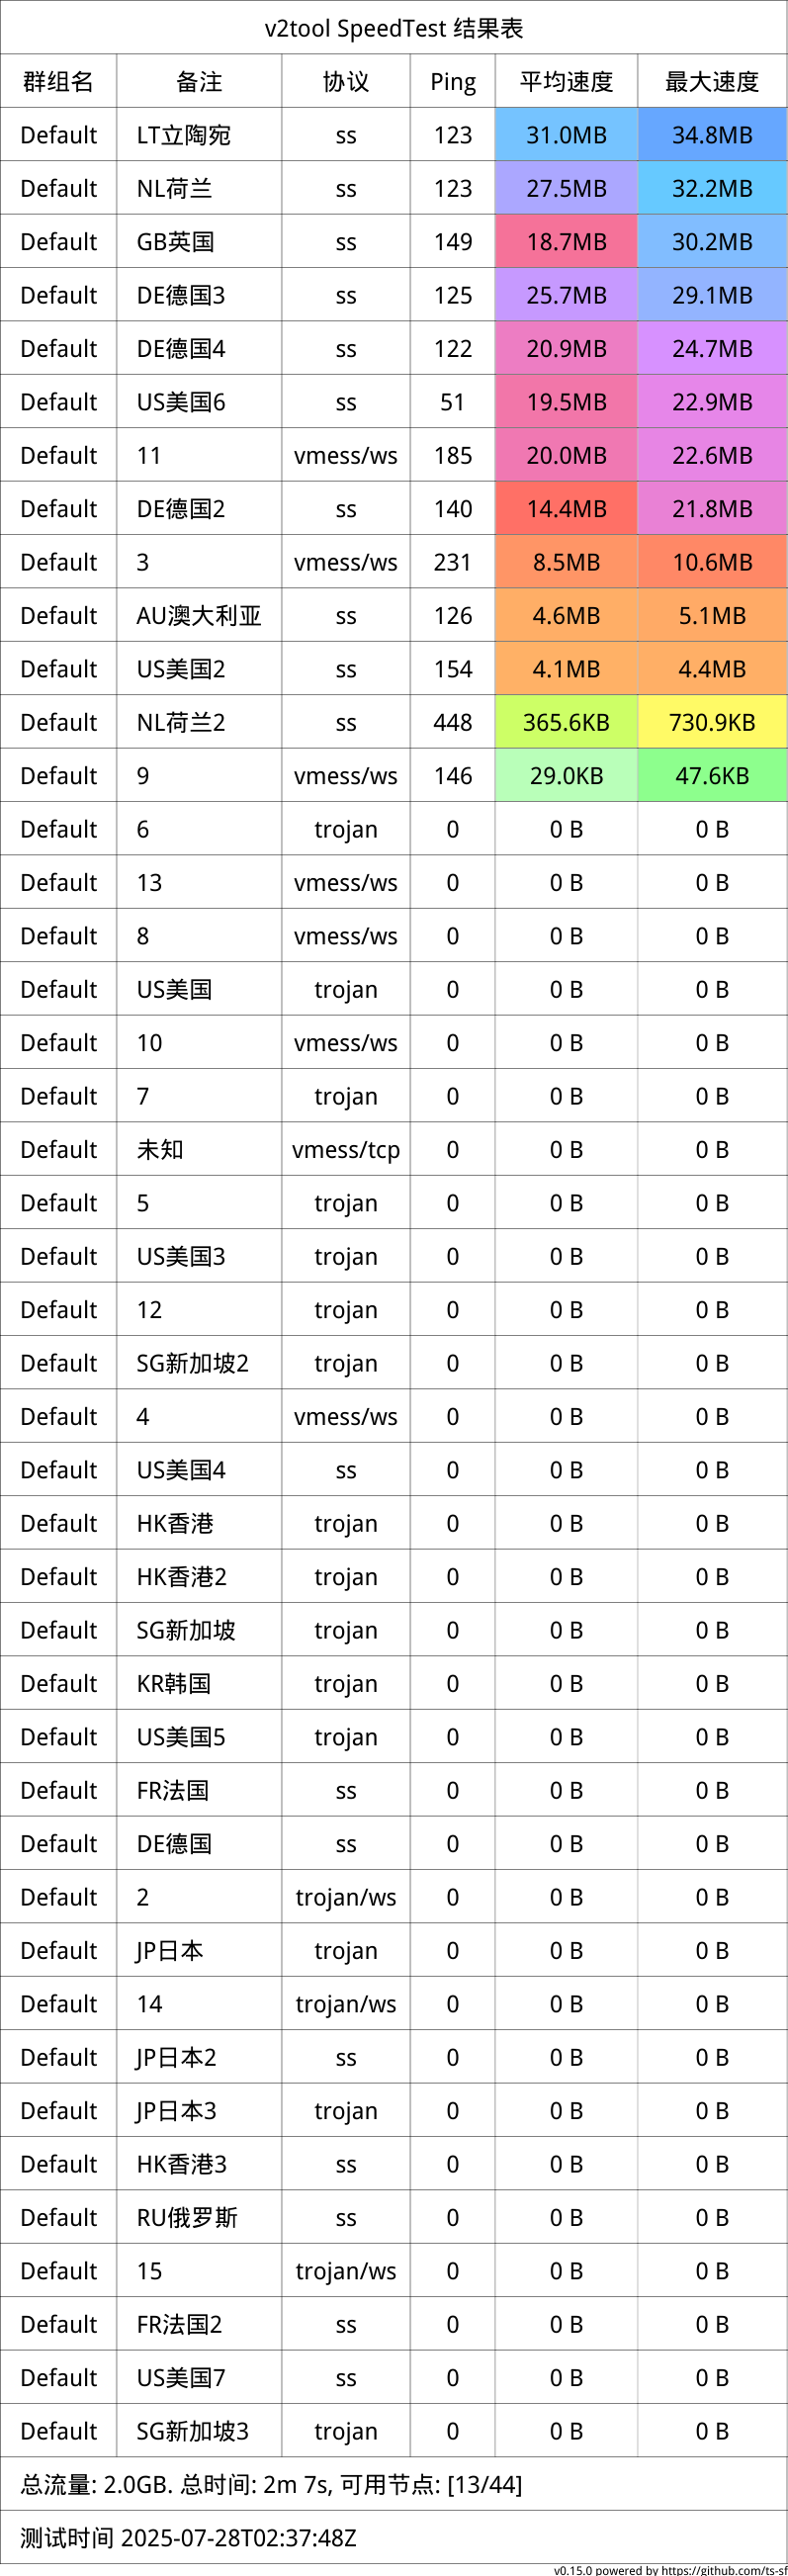 v2tool SpeedTest 结果表
群组名 备注 协议 Ping 平均速度 最大速度
Default LT立陶宛 ss 123 31.0MB 34.8MB
Default NL荷兰 ss 123 27.5MB 32.2MB
Default GB英国 ss 149 18.7MB 30.2MB
Default DE德国3 ss 125 25.7MB 29.1MB
Default DE德国4 ss 122 20.9MB 24.7MB
Default US美国6 ss 51 19.5MB 22.9MB
Default 11 vmess/ws 185 20.0MB 22.6MB
Default DE德国2 ss 140 14.4MB 21.8MB
Default 3 vmess/ws 231 8.5MB 10.6MB
Default AU澳大利亚 ss 126 4.6MB 5.1MB
Default US美国2 ss 154 4.1MB 4.4MB
Default NL荷兰2 ss 448 365.6KB 730.9KB
Default 9 vmess/ws 146 29.0KB 47.6KB
Default 6 trojan 0 0 B 0 B
Default 13 vmess/ws 0 0 B 0 B
Default 8 vmess/ws 0 0 B 0 B
Default US美国 trojan 0 0 B 0 B
Default 10 vmess/ws 0 0 B 0 B
Default 7 trojan 0 0 B 0 B
Default 未知 vmess/tcp 0 0 B 0 B
Default 5 trojan 0 0 B 0 B
Default US美国3 trojan 0 0 B 0 B
Default 12 trojan 0 0 B 0 B
Default SG新加坡2 trojan 0 0 B 0 B
Default 4 vmess/ws 0 0 B 0 B
Default US美国4 ss 0 0 B 0 B
Default HK香港 trojan 0 0 B 0 B
Default HK香港2 trojan 0 0 B 0 B
Default SG新加坡 trojan 0 0 B 0 B
Default KR韩国 trojan 0 0 B 0 B
Default US美国5 trojan 0 0 B 0 B
Default FR法国 ss 0 0 B 0 B
Default DE德国 ss 0 0 B 0 B
Default 2 trojan/ws 0 0 B 0 B
Default JP日本 trojan 0 0 B 0 B
Default 14 trojan/ws 0 0 B 0 B
Default JP日本2 ss 0 0 B 0 B
Default JP日本3 trojan 0 0 B 0 B
Default HK香港3 ss 0 0 B 0 B
Default RU俄罗斯 ss 0 0 B 0 B
Default 15 trojan/ws 0 0 B 0 B
Default FR法国2 ss 0 0 B 0 B
Default US美国7 ss 0 0 B 0 B
Default SG新加坡3 trojan 0 0 B 0 B
总流量: 2.0GB. 总时间: 2m 7s, 可用节点: [13/44]
测试时间 2025-07-28T02:37:48Z
v0.15.0 powered by https://github.com/ts-sf